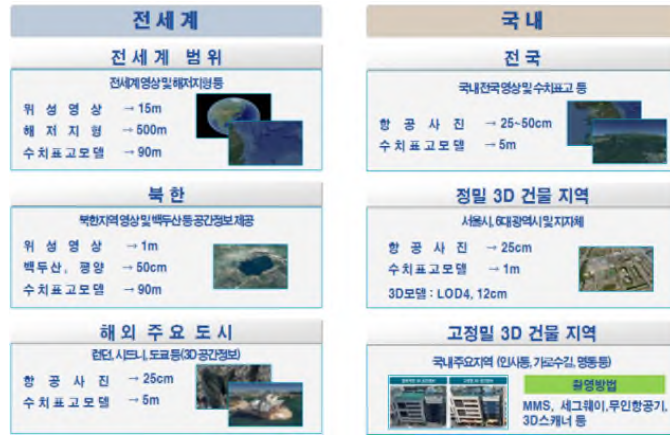 전세계
전세계 범위
전세계 영상 및 해저지형 등
위성영상 → 15m
해저지형 → 500m
수치표고모델 → 90m
북한
북한지역 영상 및 백두산 등 공간정보 제공
위성영상 → 1m
백두산, 평양 → 50cm
수치표고모델 → 90m
해외 주요 도시
런던, 시드니, 도쿄 등(3D 공간정보)
항공사진 → 25cm
수치표고모델 → 5m
국내
전국
국내 전국 영상 및 수치표고 등
항공사진 → 25~50cm
수치표고모델 → 5m
정밀 3D 건물 지역
서울시, 6대 광역시 및 지자체
항공사진 → 25cm
수치표고모델 → 1m
3D모델 : LOD4, 12cm
고정밀 3D 건물 지역
국내 주요지역 (인사동, 가로수길, 명동 등)
촬영방법
MMS, 세그웨이,무인항공기,
3D스캐너 등